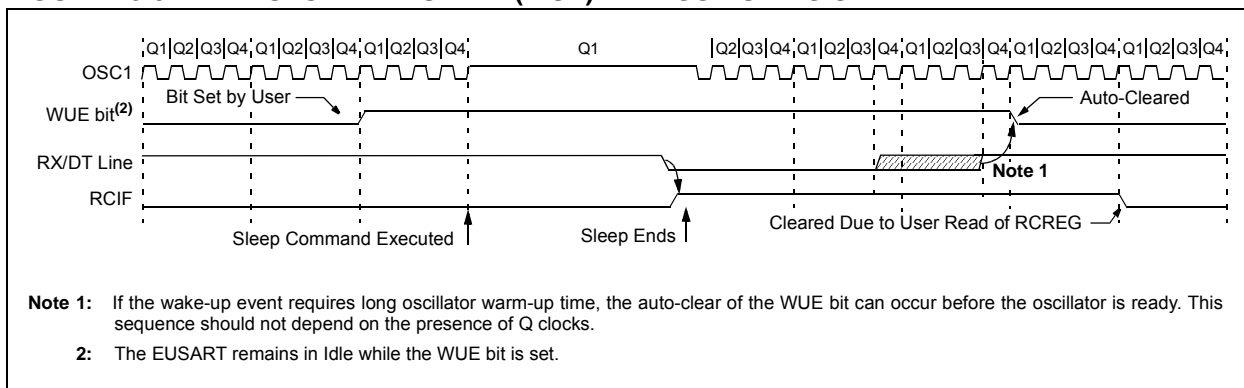 Q1 Q2 Q3 Q4 Q1 Q2 Q3 Q4 Q1 Q2 Q3 Q4 Q1 Q2 Q3 Q4 Q1 Q2 Q3 Q4 Q1 Q2 Q3 Q4 Q1 Q2 Q3 Q4
OSC1
Bit Set by User
Auto-Cleared
WUE bit(2)
RX/DT Line
Note 1
RCIF
Cleared Due to User Read of RCREG
Sleep Command Executed
Sleep Ends
Note 1: If the wake-up event requires long oscillator warm-up time, the auto-clear of the WUE bit can occur before the oscillator is ready. This
sequence should not depend on the presence of Q clocks.
2: The EUSART remains in Idle while the WUE bit is set.